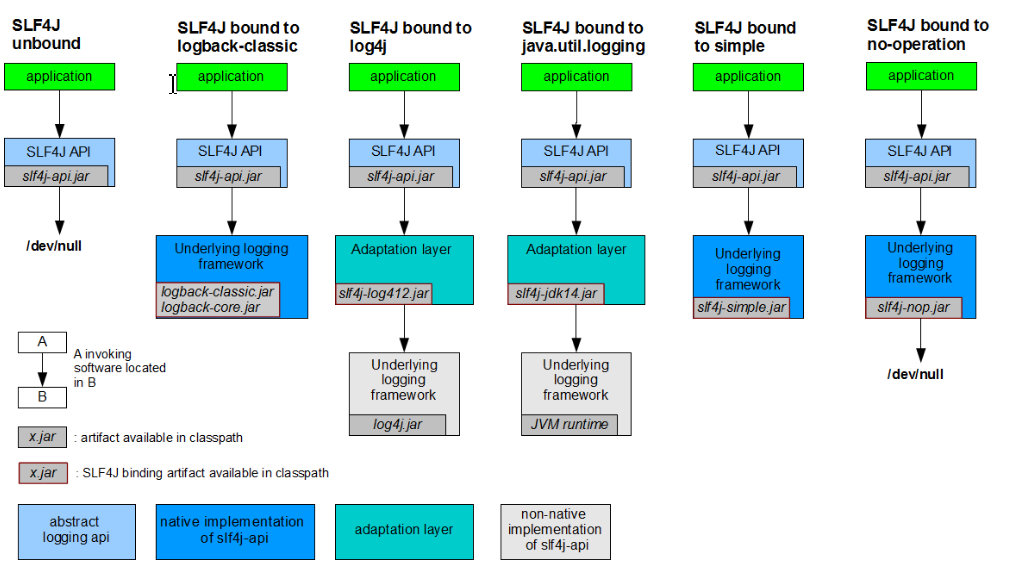 SLF4J
unbound
application
SLF4J API
slf4j-api.jar
/dev/null
SLF4J bound to
logback-classic
application
SLF4J API
slf4j-api.jar
Underlying logging
framework
logback-classic.jar
logback-core.jar
SLF4J bound to
log4j
application
SLF4J API
slf4j-api.jar
Adaptation layer
slf4j-log412.jar
Underlying
logging
framework
log4j.jar
SLF4J bound to
java.util.logging
application
SLF4J API
slf4j-api.jar
Adaptation layer
slf4j-jdk14.jar
Underlying
logging
framework
JVM runtime
SLF4J bound
to simple
application
SLF4J API
slf4j-api.jar
Underlying
logging
framework
slf4j-simple.jar
SLF4J bound to
no-operation
application
SLF4J API
slf4j-api.jar
Underlying
logging
framework
slf4j-nop.jar
/dev/null
A
B
A invoking
software located
in B
x.jar : artifact available in classpath
x.jar : SLF4J binding artifact available in classpath
abstract
logging api
native implementation
of slf4j-api
adaptation layer
non-native
implementation
of slf4j-api